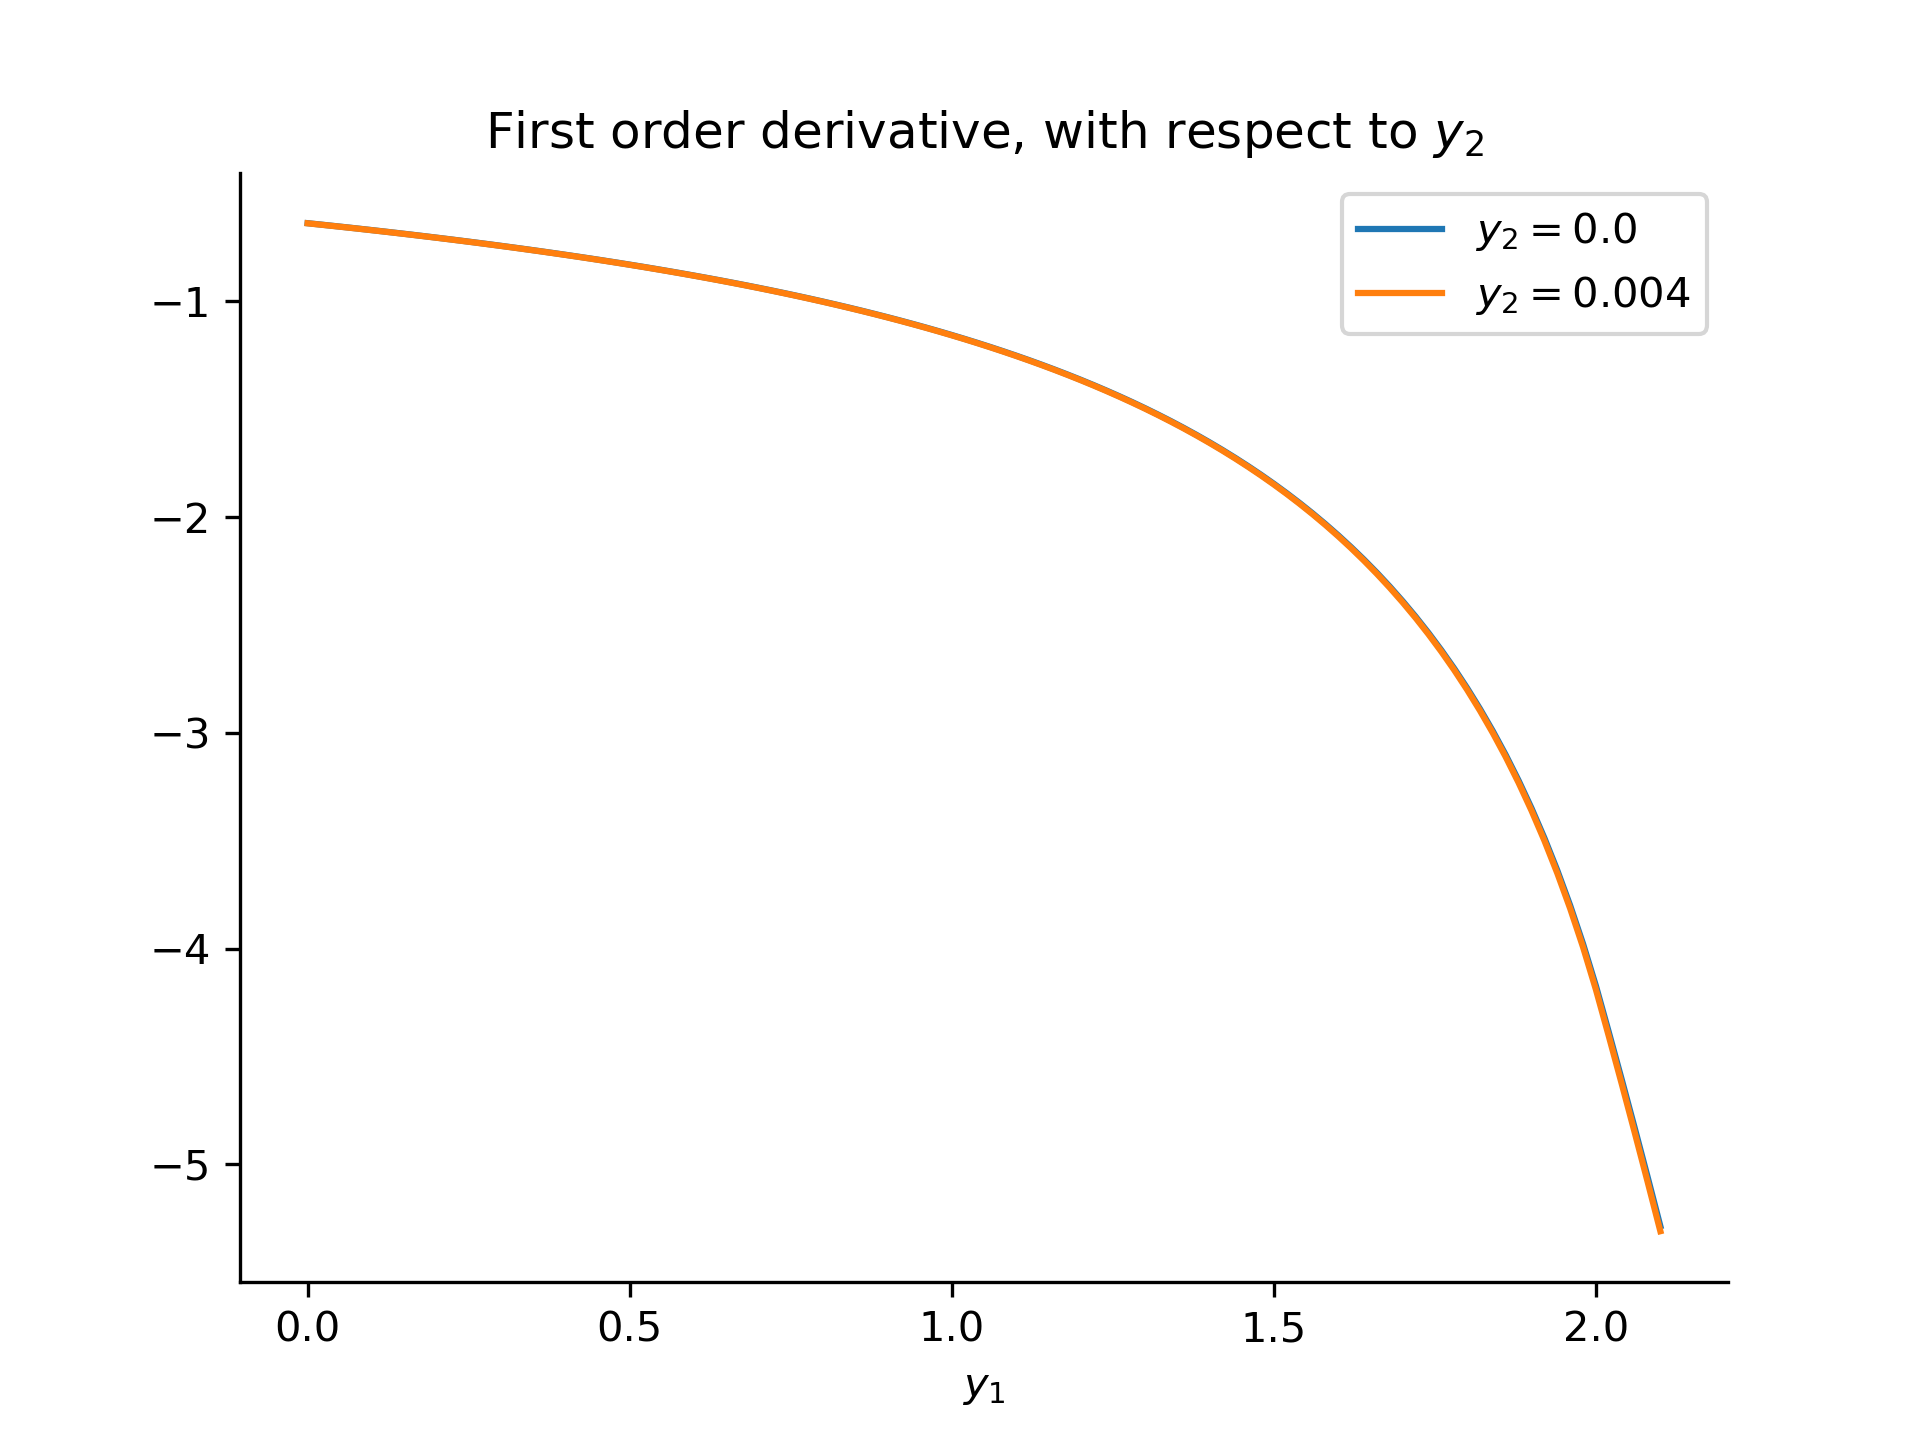 First order derivative, with respect to y₂
y₂ = 0.0
y₂ = 0.004
−1
−2
−3
−4
−5
0.0 0.5 1.0 1.5 2.0
y₁